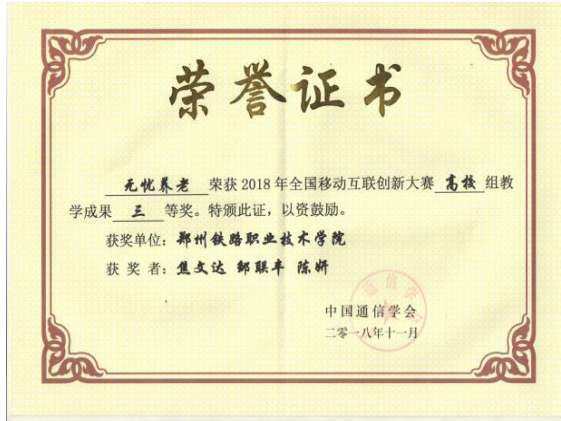 荣誉证书
无忧养老 荣获2018年全国移动互联创新大赛 高校 组教
学成果 三 等奖。特颁此证，以资鼓励。
获奖单位：郑州铁路职业技术学院
获 奖 者：焦文达 邹联丰 陈妍
中国通信学会
二零一八年十一月